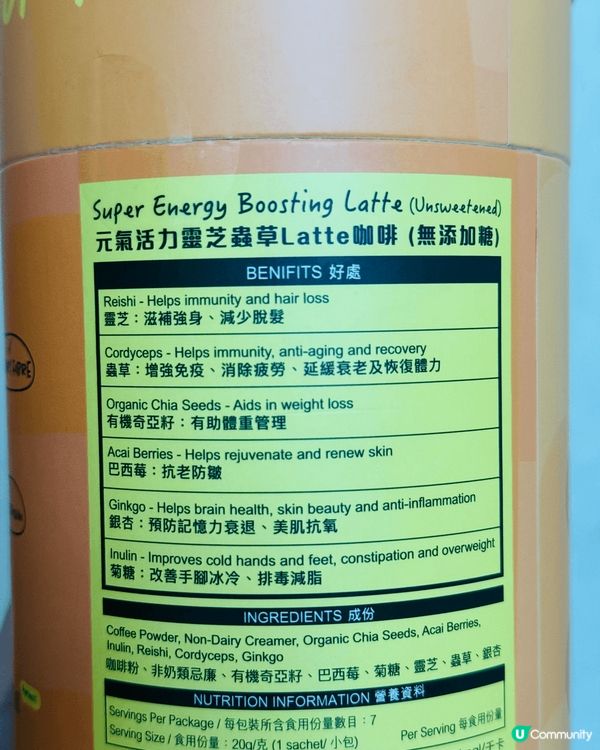 Super Energy Boosting Latte (Unsweetened)
元氣活力靈芝蟲草Latte咖啡 (無添加糖)
BENIFITS 好處
Reishi - Helps immunity and hair loss
靈芝：滋補強身、減少脫髮
Cordyceps - Helps immunity, anti-aging and recovery
蟲草：增強免疫、消除疲勞、延緩衰老及恢復體力
Organic Chia Seeds - Aids in weight loss
有機奇亞籽：有助體重管理
Acai Berries - Helps rejuvenate and renew skin
巴西莓：抗老防皺
Ginkgo - Helps brain health, skin beauty and anti-inflammation
銀杏：預防記憶力衰退、美肌抗氧
Inulin - Improves cold hands and feet, constipation and overweight
菊糖：改善手腳冰冷、排毒減脂
INGREDIENTS 成份
Coffee Powder, Non-Dairy Creamer, Organic Chia Seeds, Acai Berries,
Inulin, Reishi, Cordyceps, Ginkgo
咖啡粉、非奶類忌廉、有機奇亞籽、巴西莓、菊糖、靈芝、蟲草、銀杏
NUTRITION INFORMATION 營養資料
Servings Per Package / 每包裝所含食用份量數目：7
Serving Size / 食用份量：20g/克 (1 sachet/ 小包)
Per Serving 每食用份量
U Community